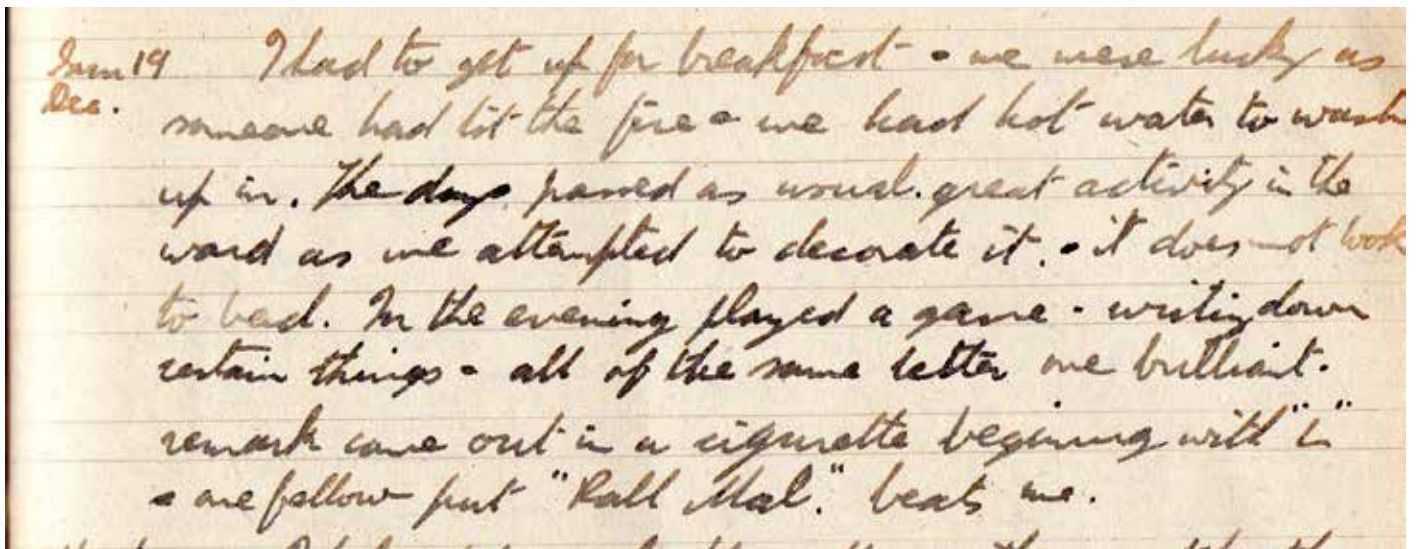 19 I had to get up for breakfast - we were lucky as
Dec. someone had lit the fire - we had hot water to wash
up in. The day passed as usual. great activity in the
ward as we attempted to decorate it. - it does not look
to bad. In the evening played a game - writing down
certain things - all of the same letter one brilliant.
remark came out in a cigarette begining with "L"
- one fellow put "Pall Mal." beats me.